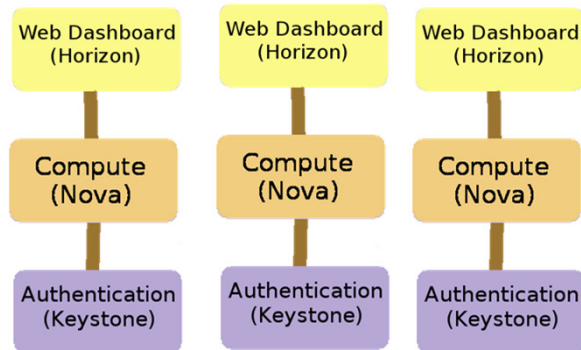 Web Dashboard
(Horizon)
Web Dashboard
(Horizon)
Web Dashboard
(Horizon)
Compute
(Nova)
Compute
(Nova)
Compute
(Nova)
Authentication
(Keystone)
Authentication
(Keystone)
Authentication
(Keystone)